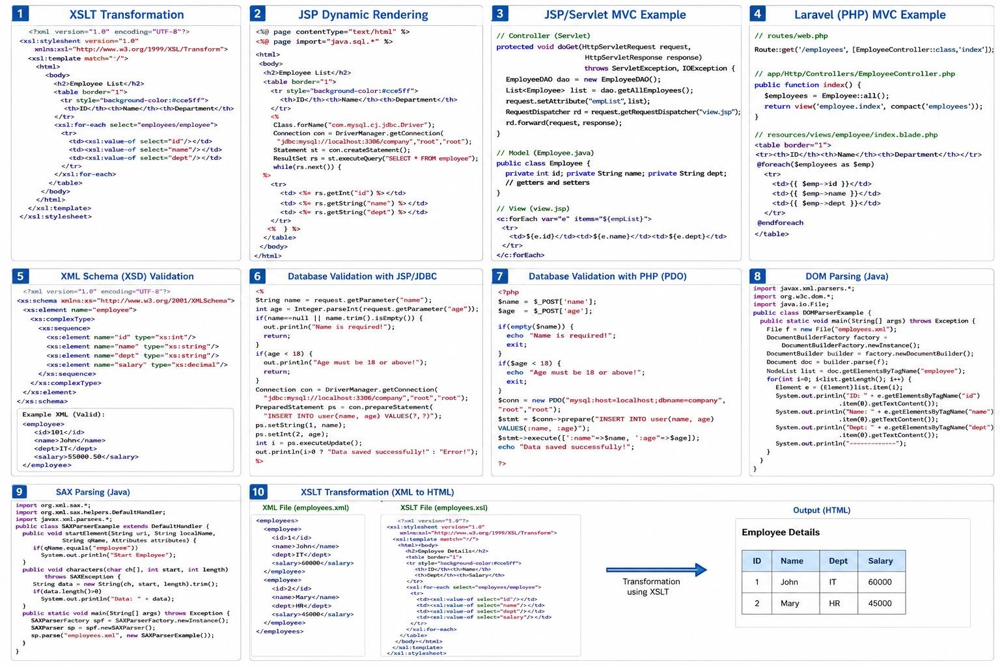 1
XSLT Transformation
<?xml version="1.0" encoding="UTF-8"?>
<xsl:stylesheet version="1.0"
xmlns:xsl="http://www.w3.org/1999/XSL/Transform">
<xsl:template match="/">
<html>
<body>
<h2>Employee List</h2>
<table border="1">
<tr style="background-color:#cce5ff">
<th>ID</th><th>Name</th><th>Department</th>
</tr>
<xsl:for-each select="employees/employee">
<tr>
<td><xsl:value-of select="id"/></td>
<td><xsl:value-of select="name"/></td>
<td><xsl:value-of select="dept"/></td>
</tr>
</xsl:for-each>
</table>
</body>
</html>
</xsl:template>
</xsl:stylesheet>
2
JSP Dynamic Rendering
<%@ page contentType="text/html" %>
<%@ page import="java.sql.*" %>
<html>
<body>
<h2>Employee List</h2>
<table border="1">
<tr style="background-color:#cce5ff">
<th>ID</th><th>Name</th><th>Department</th>
</tr>
<%
Class.forName("com.mysql.cj.jdbc.Driver");
Connection con = DriverManager.getConnection(
"jdbc:mysql://localhost:3306/company","root","root");
Statement st = con.createStatement();
ResultSet rs = st.executeQuery("SELECT * FROM employee");
while(rs.next()) {
%>
<tr>
<td> <%= rs.getInt("id") %> </td>
<td> <%= rs.getString("name") %> </td>
<td> <%= rs.getString("dept") %> </td>
</tr>
<% } %>
</table>
</body>
</html>
3
JSP/Servlet MVC Example
// Controller (Servlet)
protected void doGet(HttpServletRequest request,
HttpServletResponse response)
throws ServletException, IOException {
EmployeeDAO dao = new EmployeeDAO();
List<Employee> list = dao.getAllEmployees();
request.setAttribute("empList", list);
RequestDispatcher rd = request.getRequestDispatcher("view.jsp");
rd.forward(request, response);
}
// Model (Employee.java)
public class Employee {
private int id; private String name; private String dept;
// getters and setters
}
// View (view.jsp)
<c:forEach var="e" items="${empList}">
<tr>
<td>${e.id}</td><td>${e.name}</td><td>${e.dept}</td>
</tr>
</c:forEach>
4
Laravel (PHP) MVC Example
// routes/web.php
Route::get('/employees', [EmployeeController::class,'index']);
// app/Http/Controllers/EmployeeController.php
public function index() {
$employees = Employee::all();
return view('employee.index', compact('employees'));
}
// resources/views/employee/index.blade.php
<table border="1">
<tr><th>ID</th><th>Name</th><th>Department</th></tr>
@foreach($employees as $emp)
<tr>
<td>{{ $emp->id }}</td>
<td>{{ $emp->name }}</td>
<td>{{ $emp->dept }}</td>
</tr>
@endforeach
</table>
5
XML Schema (XSD) Validation
<?xml version="1.0" encoding="UTF-8"?>
<xs:schema xmlns:xs="http://www.w3.org/2001/XMLSchema">
<xs:element name="employee">
<xs:complexType>
<xs:sequence>
<xs:element name="id" type="xs:int"/>
<xs:element name="name" type="xs:string"/>
<xs:element name="dept" type="xs:string"/>
<xs:element name="salary" type="xs:decimal"/>
</xs:sequence>
</xs:complexType>
</xs:element>
</xs:schema>
Example XML (Valid):
<employee>
<id>101</id>
<name>John</name>
<dept>IT</dept>
<salary>55000.50</salary>
</employee>
6
Database Validation with JSP/JDBC
<%
String name = request.getParameter("name");
int age = Integer.parseInt(request.getParameter("age"));
if(name==null || name.trim().isEmpty()) {
out.println("Name is required!");
return;
}
if(age < 18) {
out.println("Age must be 18 or above!");
return;
}
Connection con = DriverManager.getConnection(
"jdbc:mysql://localhost:3306/company","root","root");
PreparedStatement ps = con.prepareStatement(
"INSERT INTO user(name, age) VALUES(?,?)");
ps.setString(1, name);
ps.setInt(2, age);
int i = ps.executeUpdate();
out.println(i>0 ? "Data saved successfully!" : "Error!");
%>
7
Database Validation with PHP (PDO)
<?php
$name = $_POST['name'];
$age = $_POST['age'];
if(empty($name)) {
echo "Name is required!";
exit;
}
if($age < 18) {
echo "Age must be 18 or above!";
exit;
}
$conn = new PDO("mysql:host=localhost;dbname=company",
"root","root");
$stmt = $conn->prepare("INSERT INTO user(name, age)
VALUES(:name, :age)");
$stmt->execute([':name"=>$name, ':age"=>$age]);
echo "Data saved successfully!";
?>
8
DOM Parsing (Java)
import javax.xml.parsers.*;
import org.w3c.dom.*;
import java.io.File;
public class DOMParserExample {
public static void main(String[] args) throws Exception {
File f = new File("employees.xml");
DocumentBuilderFactory factory =
DocumentBuilderFactory.newInstance();
DocumentBuilder builder = factory.newDocumentBuilder();
Document doc = builder.parse(f);
NodeList list = doc.getElementsByTagName("employee");
for(int i=0; i<list.getLength(); i++) {
Element e = (Element)list.item(i);
System.out.println("ID: " + e.getElementsByTagName("id")
.item(0).getTextContent());
System.out.println("Name: " + e.getElementsByTagName("name")
.item(0).getTextContent());
System.out.println("Dept: " + e.getElementsByTagName("dept")
.item(0).getTextContent());
System.out.println("-------------");
}
}
}
9
SAX Parsing (Java)
import org.xml.sax.*;
import org.xml.sax.helpers.DefaultHandler;
import javax.xml.parses.*;
public class SAXParserExample extends DefaultHandler {
public void startElement(String uri, String localName,
String qName, Attributes attributes) {
if(qName.equals("employee"))
System.out.println("Start Employee");
}
public void characters(char ch[], int start, int length)
throws SAXException {
String data = new String(ch, start, length).trim();
if(data.length()>0)
System.out.println("Data: " + data);
}
public static void main(String[] args) throws Exception {
SAXParserFactory spf = SAXParserFactory.newInstance();
SAXParser sp = spf.newSAXParser();
sp.parse("employees.xml", new SAXParserExample());
}
}
10
XSLT Transformation (XML to HTML)
XML File (employees.xml)
<employees>
<employee>
<id>1</id>
<name>John</name>
<dept>IT</dept>
<salary>60000</salary>
</employee>
<employee>
<id>2</id>
<name>Mary</name>
<dept>HR</dept>
<salary>45000</salary>
</employee>
</employees>
XSLT File (employees.xsl)
<?xml version="1.0"?>
<xsl:stylesheet version="1.0"
"http://www.w3.org/1999/XSL/Transform">
<xsl:template match="/">
<html><body>
<h2>Employee Details</h2>
<table border="1">
<tr style="background-color:#cce5ff">
<th>ID</th><th>Name</th>
<th>Dept</th><th>Salary</th>
</tr>
<xsl:for-each select="employees/employee">
<tr>
<td><xsl:value-of select="id"/></td>
<td><xsl:value-of select="name"/></td>
<td><xsl:value-of select="dept"/></td>
<td><xsl:value-of select="salary"/></td>
</tr>
</xsl:for-each>
</table>
</body></html>
</xsl:template>
</xsl:stylesheet>
Transformation
using XSLT
Output (HTML)
Employee Details
ID Name Dept Salary
1 John IT 60000
2 Mary HR 45000